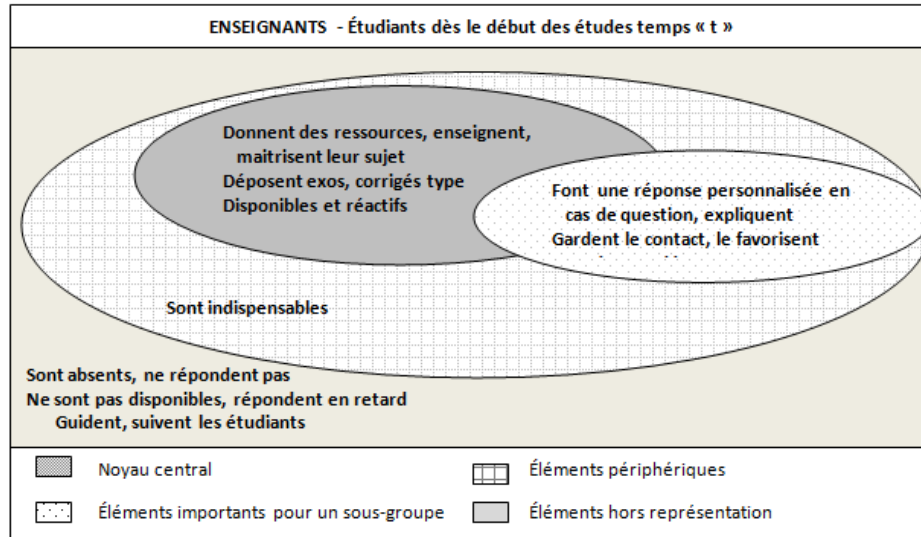 ENSEIGNANTS - Étudiants dès le début des études temps « t »
Donnent des ressources, enseignent,
maitrisent leur sujet
Déposent exos, corrigés type
Disponibles et réactifs
Font une réponse personnalisée en
cas de question, expliquent
Gardent le contact, le favorisent
Sont indispensables
Sont absents, ne répondent pas
Ne sont pas disponibles, répondent en retard
Guident, suivent les étudiants
Noyau central
Éléments périphériques
Éléments importants pour un sous-groupe
Éléments hors représentation